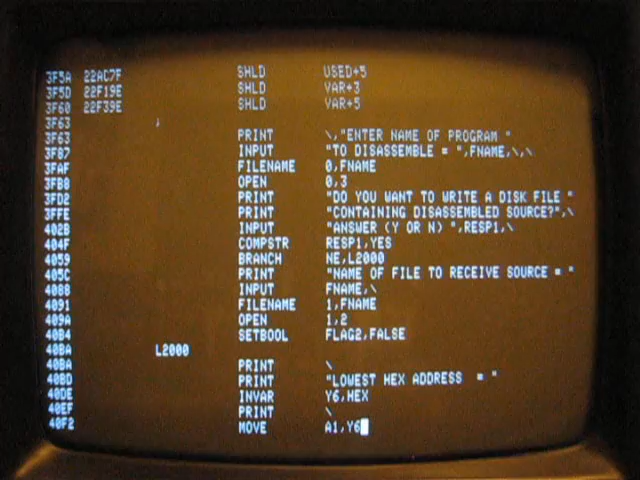 3F5A 22AC7F SHLD USED+5
3F5D 22F19E SHLD VAR+3
3F60 22F39E SHLD VAR+5
3F63 ;
3F63 PRINT \,"ENTER NAME OF PROGRAM "
3F87 INPUT "TO DISASSEMBLE = ",FNAME,\,\
3FAF FILENAME 0,FNAME
3FB8 OPEN 0,3
3FD2 PRINT "DO YOU WANT TO WRITE A DISK FILE "
3FFE PRINT "CONTAINING DISASSEMBLED SOURCE?",\
402B INPUT "ANSWER (Y OR N) ",RESP1,\
404F COMPSTR RESP1,YES
4059 BRANCH NE,L2000
405C PRINT "NAME OF FILE TO RECEIVE SOURCE = "
4088 INPUT FNAME,\
4091 FILENAME 1,FNAME
409A OPEN 1,2
40B4 SETBOOL FLAG2,FALSE
40BA L2000
40BA PRINT \
40BD PRINT "LOWEST HEX ADDRESS = "
40DE INVAR Y6,HEX
40EF PRINT \
40F2 MOVE A1,Y6